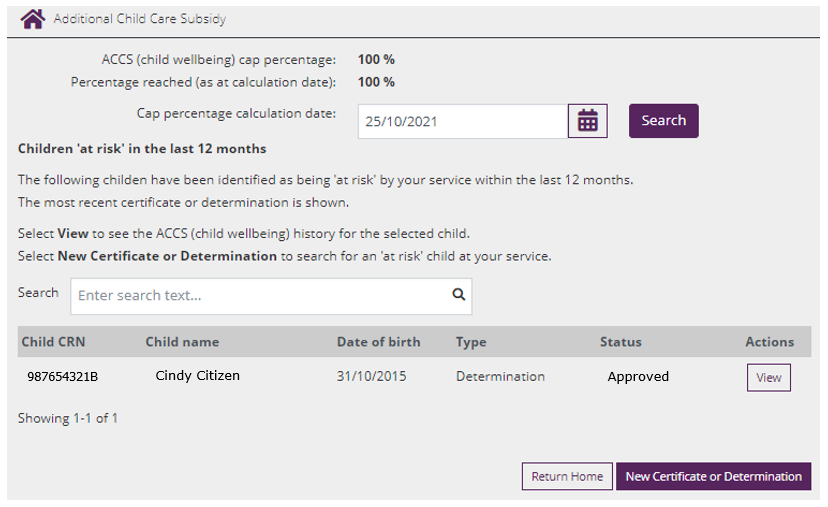 Additional Child Care Subsidy
ACCS (child wellbeing) cap percentage: 100 %
Percentage reached (as at calculation date): 100 %
Cap percentage calculation date: 25/10/2021 Search
Children 'at risk' in the last 12 months
The following childen have been identified as being 'at risk' by your service within the last 12 months.
The most recent certificate or determination is shown.
Select View to see the ACCS (child wellbeing) history for the selected child.
Select New Certificate or Determination to search for an 'at risk' child at your service.
Search Enter search text...
Child CRN Child name Date of birth Type Status Actions
987654321B Cindy Citizen 31/10/2015 Determination Approved View
Showing 1-1 of 1
Return Home New Certificate or Determination